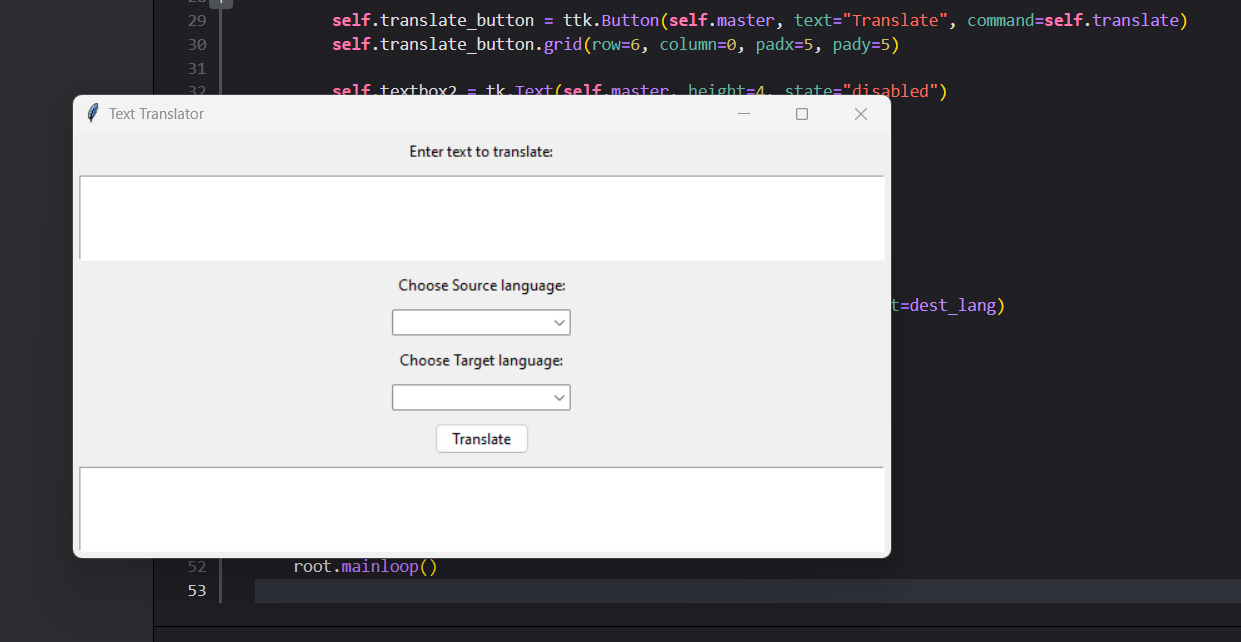 29 self.translate_button = ttk.Button(self.master, text="Translate", command=self.translate)
30 self.translate_button.grid(row=6, column=0, padx=5, pady=5)
31
32 self.textbox2 = tk.Text(self.master, height=4, state="disabled")
Text Translator
Enter text to translate:
Choose Source language:
t=dest_lang)
Choose Target language:
Translate
52 root.mainloop()
53